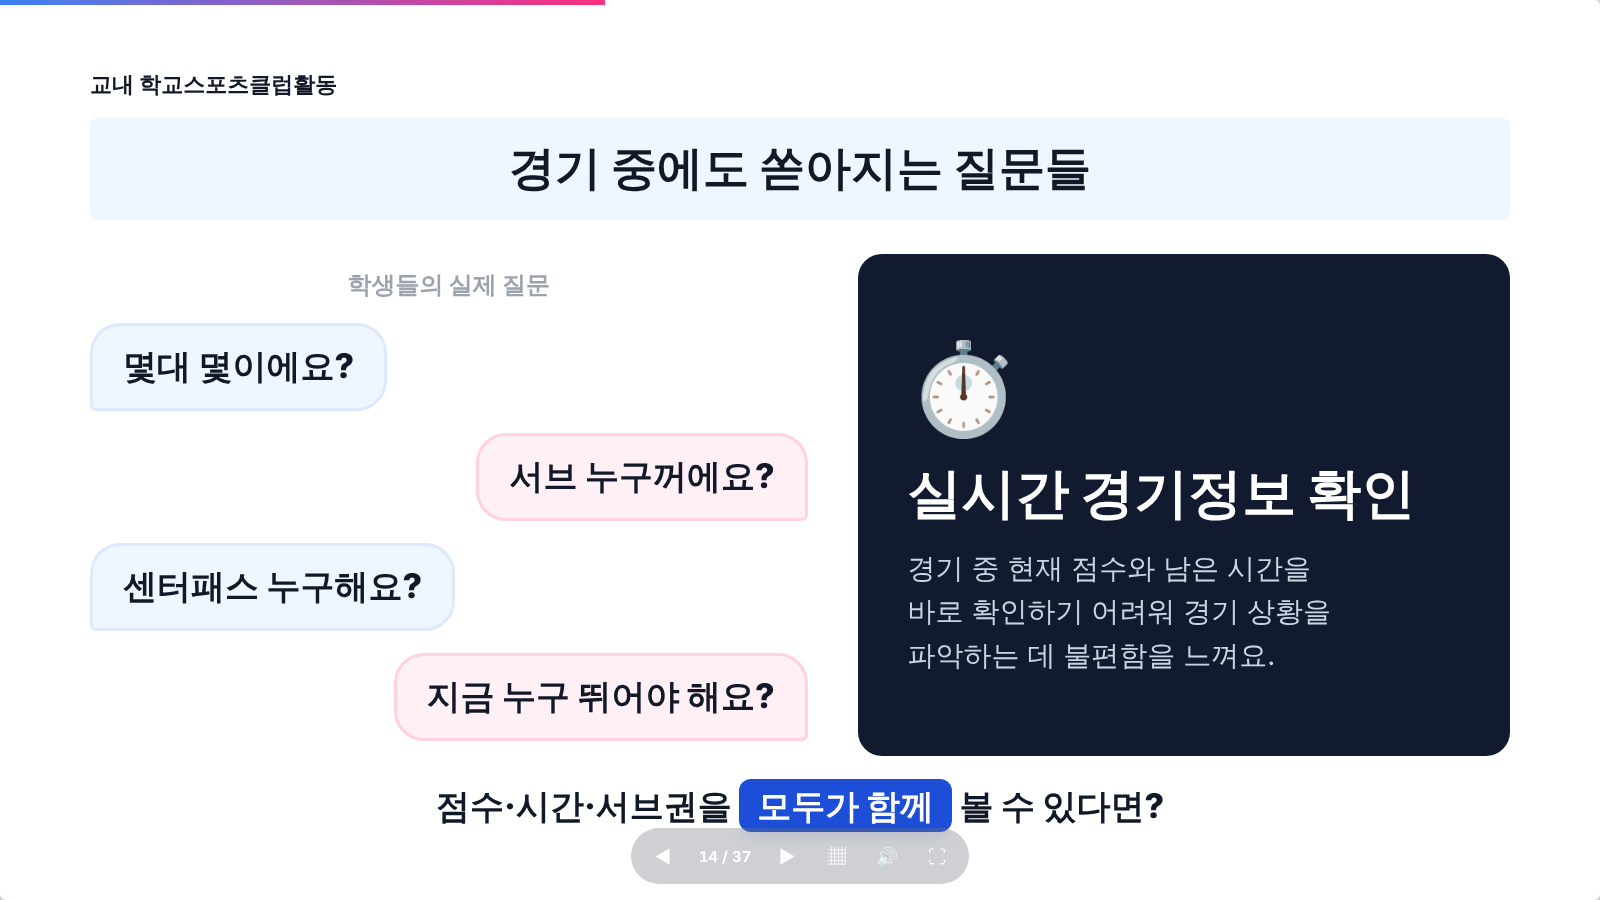 교내 학교스포츠클럽활동
경기 중에도 쏟아지는 질문들
학생들의 실제 질문
몇대 몇이에요?
서브 누구꺼에요?
센터패스 누구해요?
지금 누구 뛰어야 해요?
실시간 경기정보 확인
경기 중 현재 점수와 남은 시간을
바로 확인하기 어려워 경기 상황을
파악하는 데 불편함을 느껴요.
점수·시간·서브권을 모두가 함께 볼 수 있다면?
14 / 37